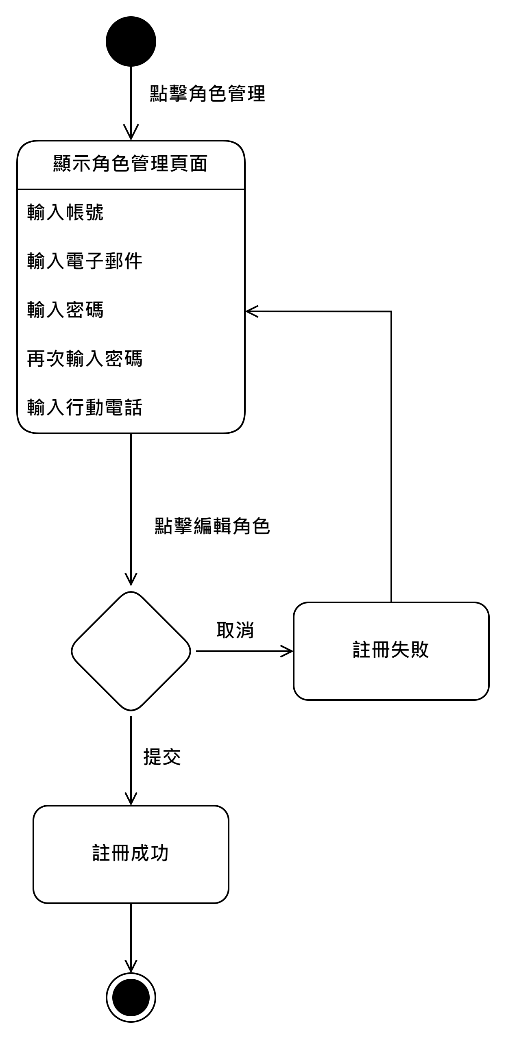 點擊角色管理
顯示角色管理頁面
輸入帳號
輸入電子郵件
輸入密碼
再次輸入密碼
輸入行動電話
點擊編輯角色
取消
註冊失敗
提交
註冊成功